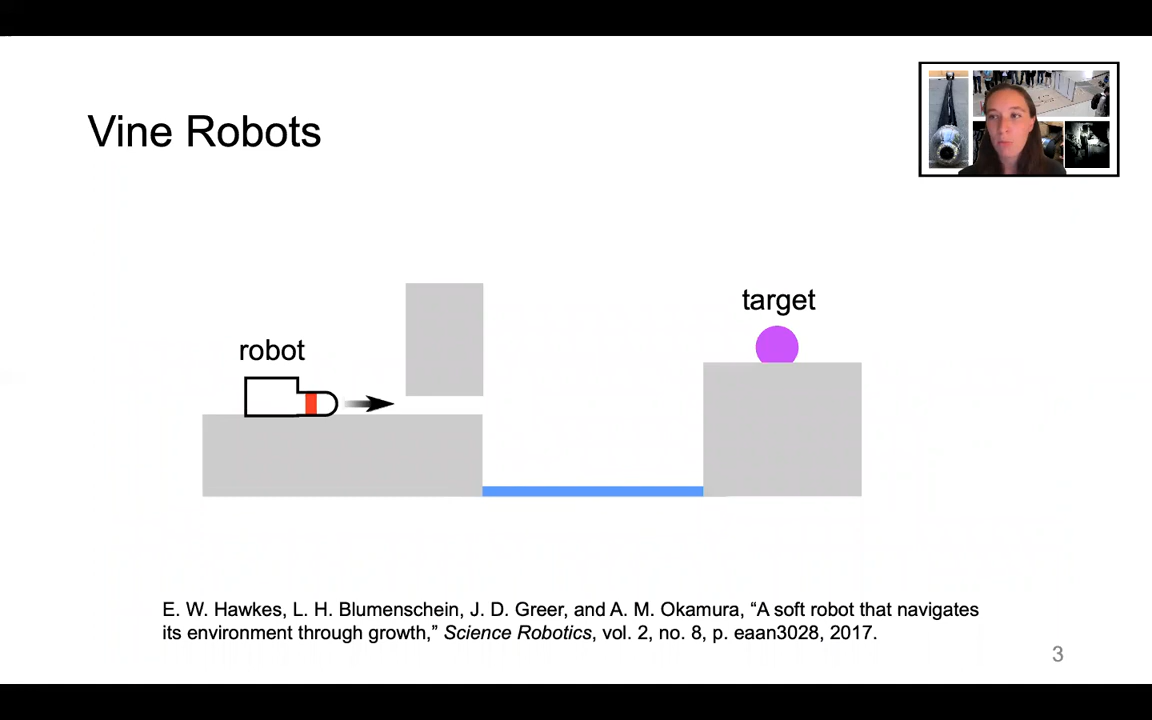 Vine Robots
target
robot
E. W. Hawkes, L. H. Blumenschein, J. D. Greer, and A. M. Okamura, “A soft robot that navigates
its environment through growth,” Science Robotics, vol. 2, no. 8, p. eaan3028, 2017.
3